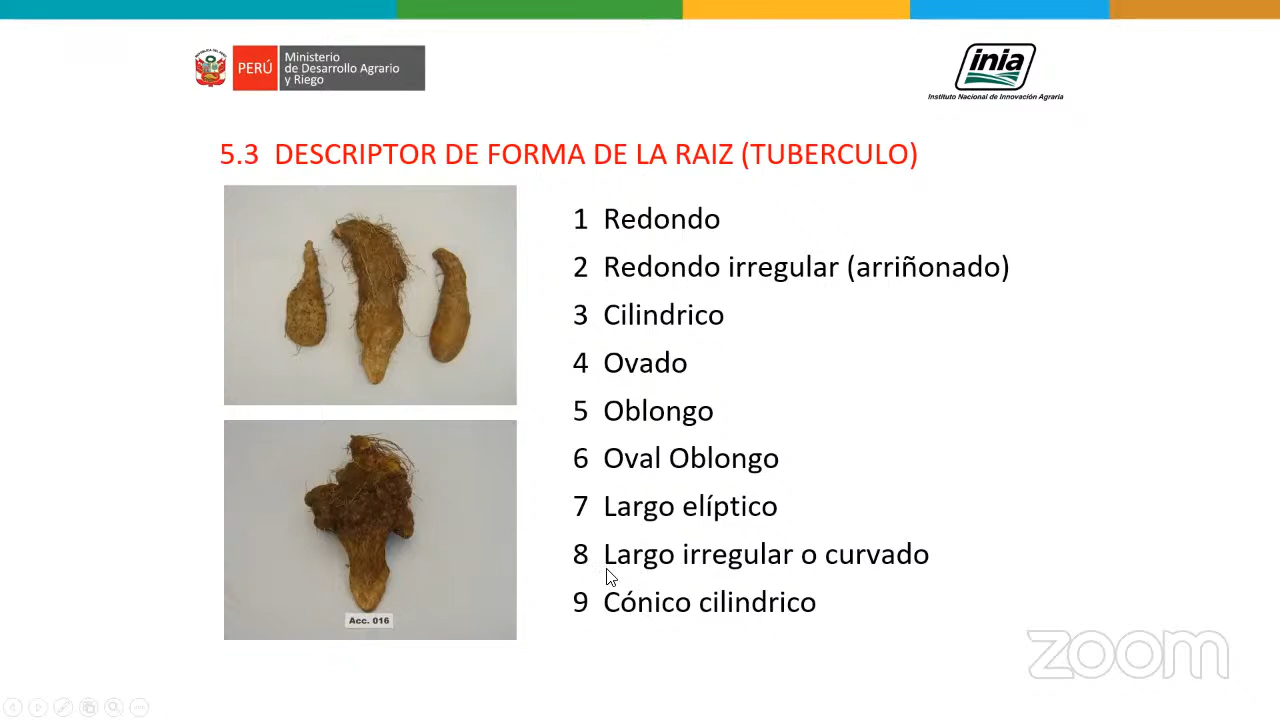 PERÚ
Ministerio
de Desarrollo Agrario
y Riego
inia
Instituto Nacional de Innovación Agraria
5.3 DESCRIPTOR DE FORMA DE LA RAIZ (TUBERCULO)
1 Redondo
2 Redondo irregular (arriñonado)
3 Cilindrico
4 Ovado
5 Oblongo
6 Oval Oblongo
7 Largo elíptico
8 Largo irregular o curvado
9 Cónico cilindrico
Acc. 016
zoom